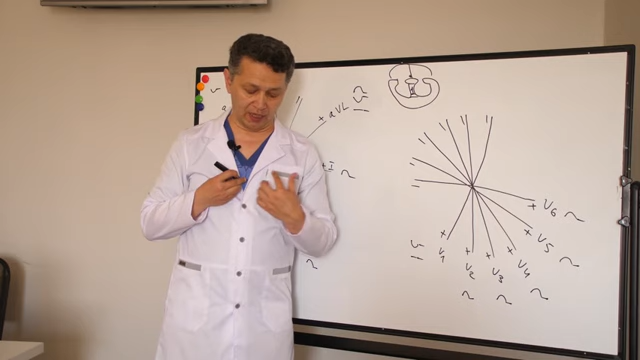 + aVL
+ I
+ V6
+ V5
+ V4
+ V3
+ V2
+ V1